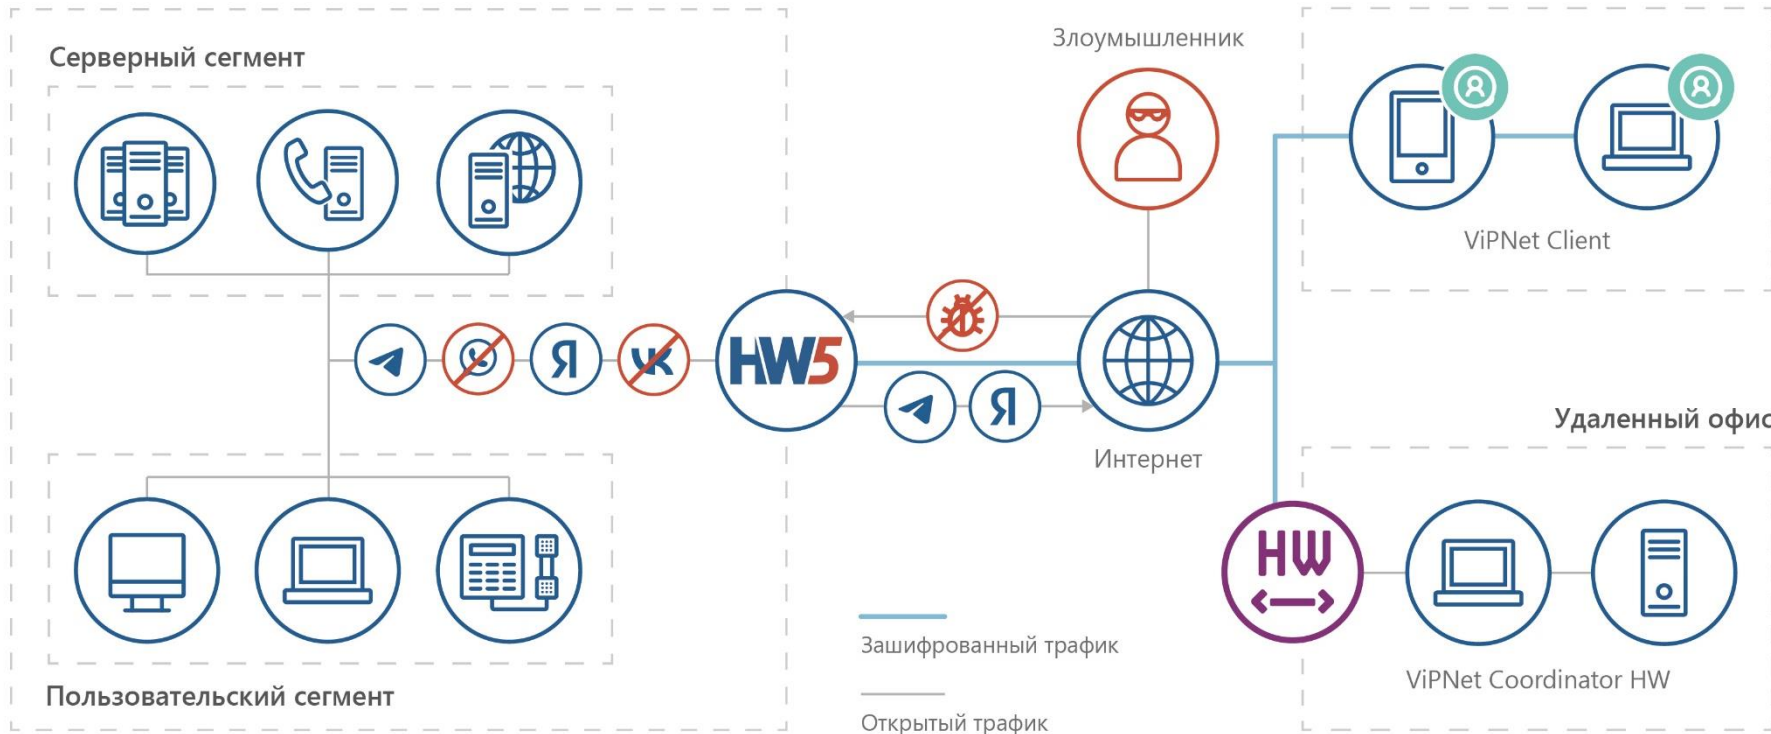 Серверный сегмент
Злоумышленник
ViPNet Client
Я
VK
HW5
Я
Интернет
Удаленный офис
HW
ViPNet Coordinator HW
Зашифрованный трафик
Открытый трафик
Пользовательский сегмент